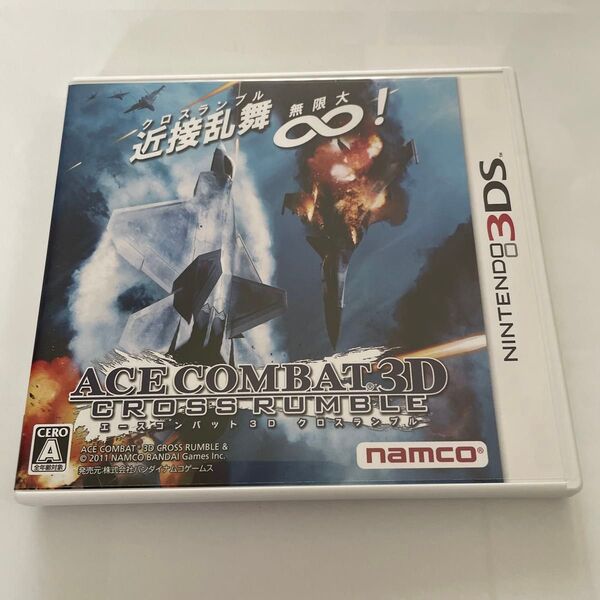 クロスランブル
近接乱舞
無限大
∞!
NINTENDO 3DS™
ACE COMBAT® 3D
CROSS RUMBLE
エースコンバット 3D クロスランブル
CERO
A
全年齢対象
ACE COMBAT® 3D CROSS RUMBLE &
© 2011 NAMCO BANDAI Games Inc.
発売元:株式会社バンダイナムコゲームス
namco®